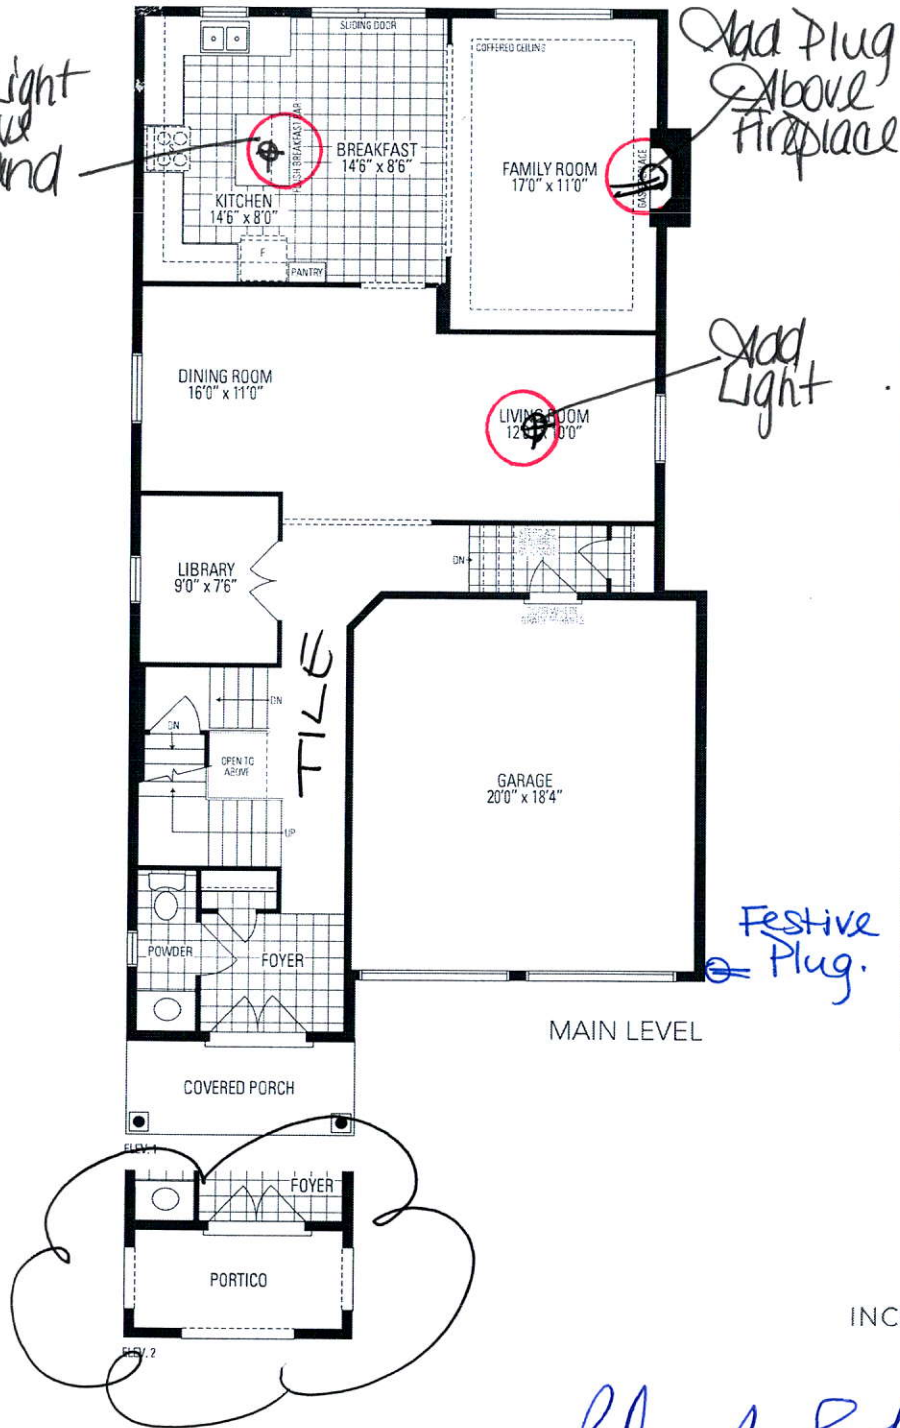 SLIDING DOOR
COFFERED CEILING
Add Plug
Above
Fireplace
BREAKFAST
14'6" x 8'6"
FAMILY ROOM
17'0" x 11'0"
KITCHEN
14'6" x 8'0"
F
PANTRY
Add
Light
DINING ROOM
16'0" x 11'0"
LIVING ROOM
LIBRARY
9'0" x 7'6"
DN
TILE
DN
DN
OPEN TO
ABOVE
UP
GARAGE
20'0" x 18'4"
Festive
Plug.
POWDER
FOYER
MAIN LEVEL
COVERED PORCH
ELEV. 1
FOYER
PORTICO
ELEV. 2
INC